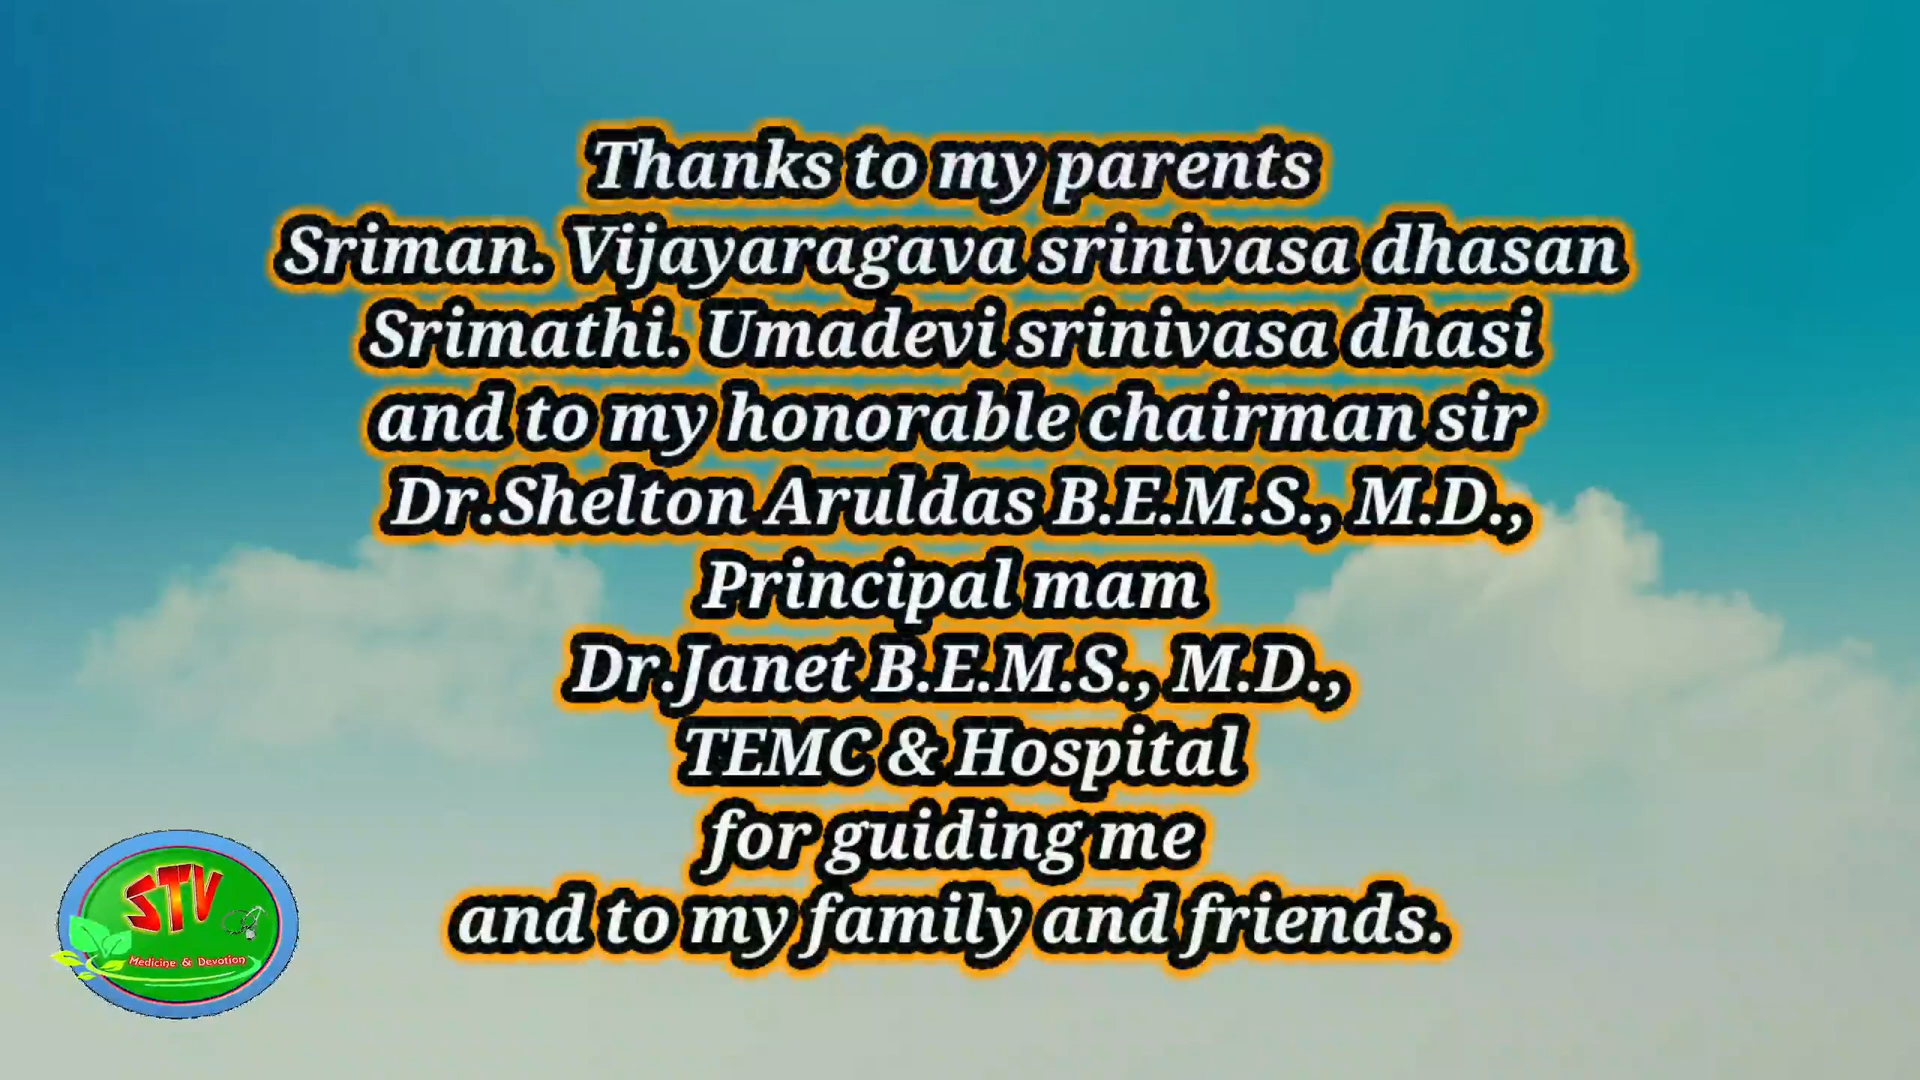 Thanks to my parents
Sriman. Vijayaragava srinivasa dhasan
Srimathi. Umadevi srinivasa dhasi
and to my honorable chairman sir
Dr.Shelton Aruldas B.E.M.S., M.D.,
Principal mam
Dr.Janet B.E.M.S., M.D.,
TEMC & Hospital
for guiding me
and to my family and friends.
STV
Medicine & Devotion